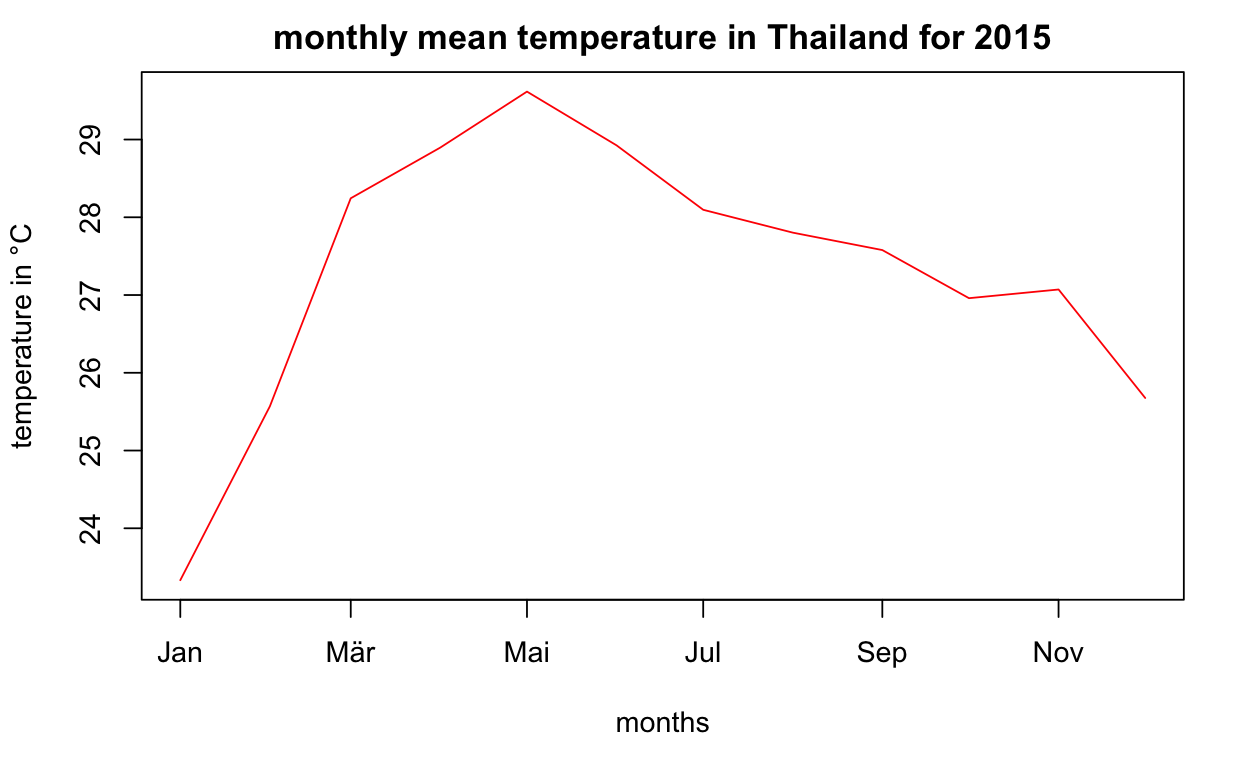 monthly mean temperature in Thailand for 2015
temperature in °C
29
28
27
26
25
24
Jan Mär Mai Jul Sep Nov
months